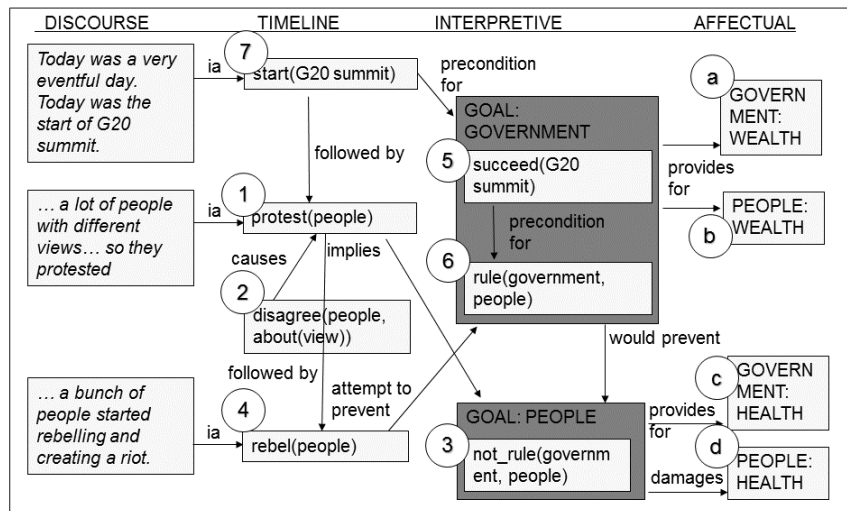 DISCOURSE TIMELINE INTERPRETIVE AFFECTUAL
Today was a very
eventful day.
Today was the
start of G20
summit.
ia
7
start(G20 summit)
precondition
for
followed by
… a lot of people
with different
views… so they
protested
ia
1
protest(people)
causes
implies
2
disagree(people,
about(view))
followed by
attempt to
prevent
… a bunch of
people started
rebelling and
creating a riot.
ia
4
rebel(people)
GOAL:
GOVERNMENT
5
succeed(G20
summit)
precondition
for
6
rule(government,
people)
would prevent
GOAL: PEOPLE
3
not_rule(governm
ent, people)
provides
for
a
GOVERN
MENT:
WEALTH
b
PEOPLE:
WEALTH
provides
for
damages
c
GOVERN
MENT:
HEALTH
d
PEOPLE:
HEALTH